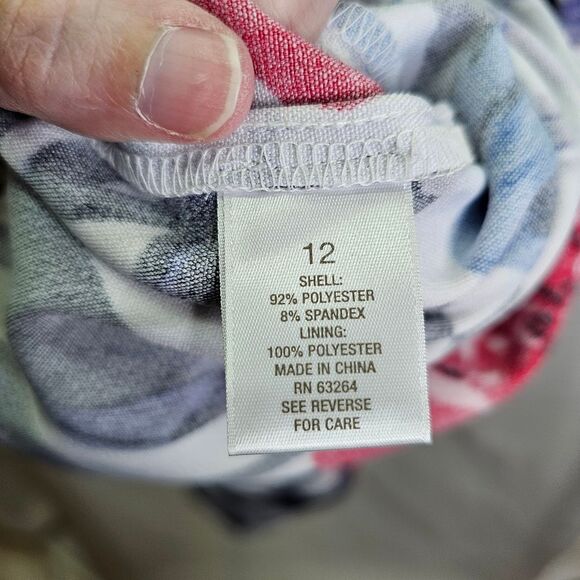 12
SHELL:
92% POLYESTER
8% SPANDEX
LINING:
100% POLYESTER
MADE IN CHINA
RN 63264
SEE REVERSE
FOR CARE